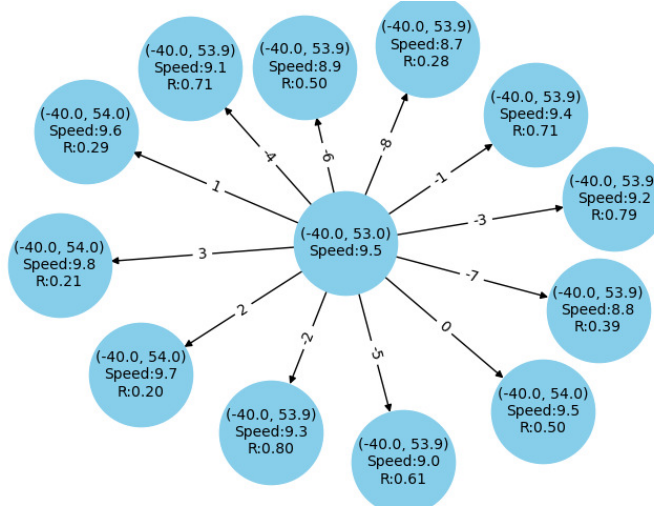 (-40.0, 53.9)
Speed:8.7
R:0.28
(-40.0, 53.9)
Speed:9.1
R:0.71
(-40.0, 53.9)
Speed:8.9
R:0.50
(-40.0, 53.9)
Speed:9.4
R:0.71
(-40.0, 54.0)
Speed:9.6
R:0.29
-4
-6
-8
-1
1
(-40.0, 53.9)
Speed:9.2
R:0.79
-3
(-40.0, 53.0)
Speed:9.5
(-40.0, 54.0)
Speed:9.8
R:0.21
3
-7
(-40.0, 53.9)
Speed:8.8
R:0.39
2
-2
-5
0
(-40.0, 54.0)
Speed:9.7
R:0.20
(-40.0, 54.0)
Speed:9.5
R:0.50
(-40.0, 53.9)
Speed:9.3
R:0.80
(-40.0, 53.9)
Speed:9.0
R:0.61